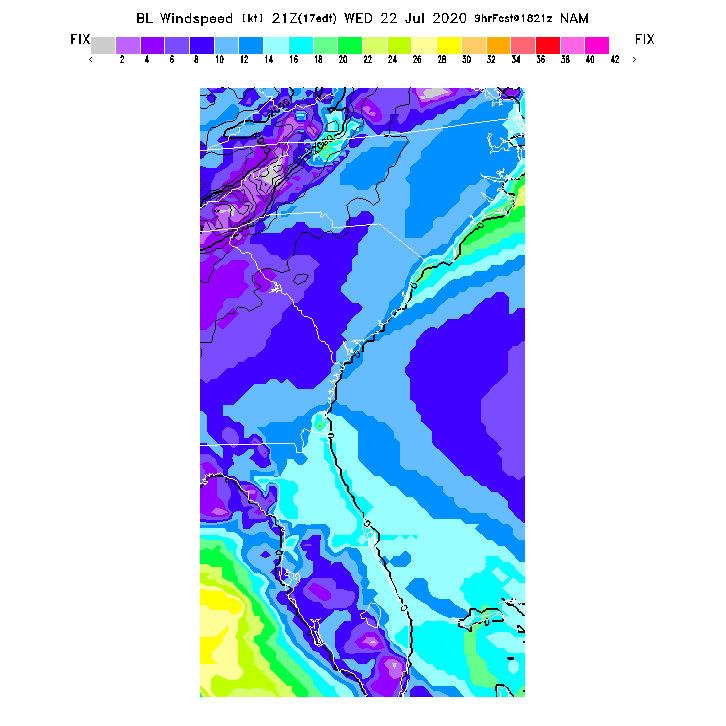 BL Windspeed [kt] 21Z(17edt) WED 22 Jul 2020 9hrFcst@1821z NAM
FIX FIX
< 2 4 6 8 10 12 14 16 18 20 22 24 26 28 30 32 34 36 38 40 42 >